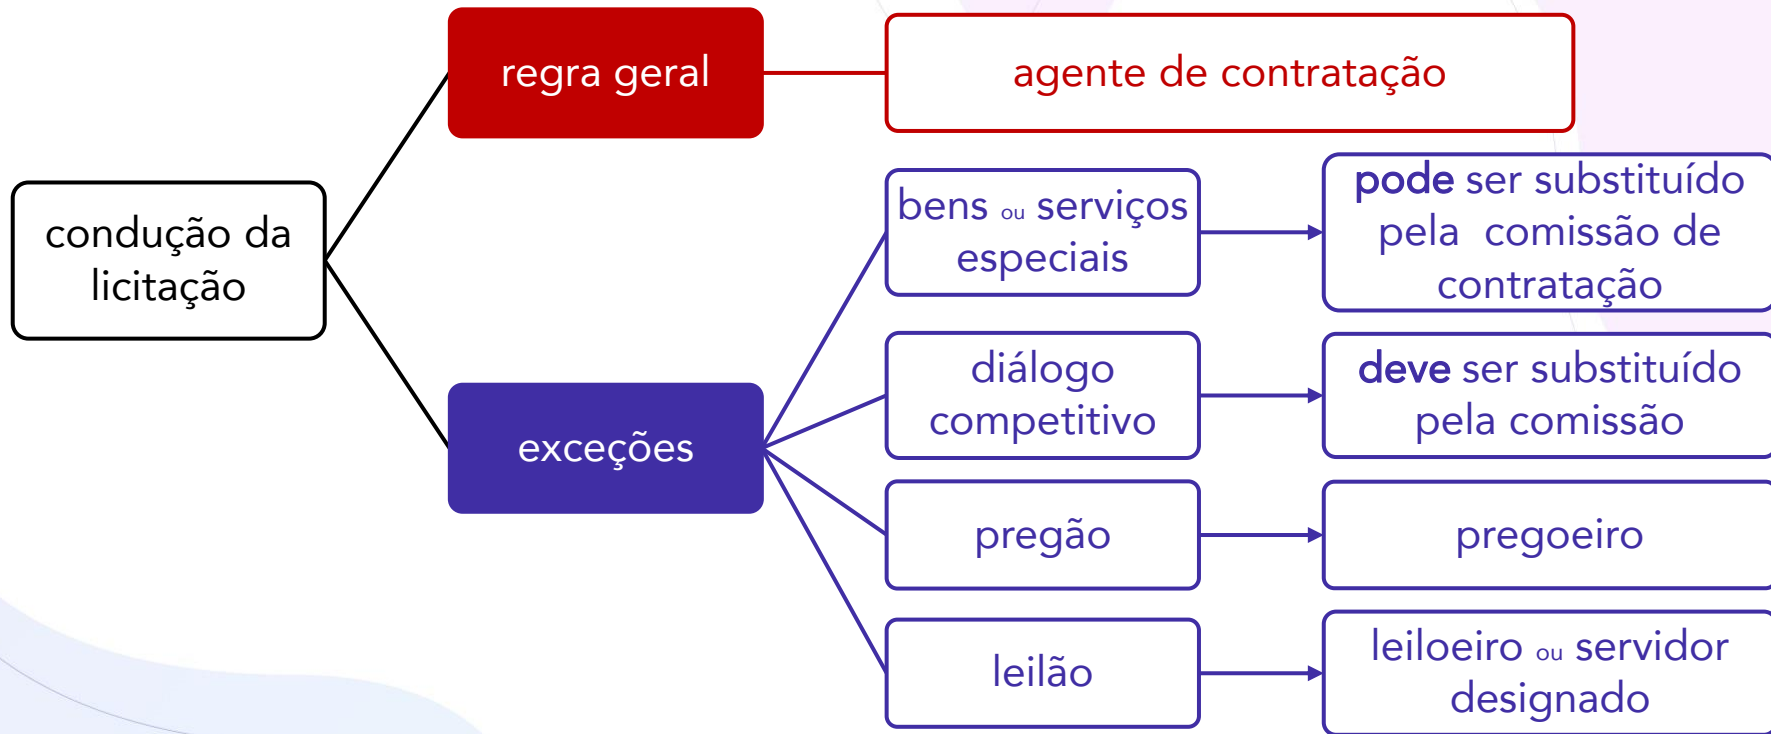 regra geral
agente de contratação
condução da
licitação
exceções
bens ou serviços
especiais
pode ser substituído
pela comissão de
contratação
diálogo
competitivo
deve ser substituído
pela comissão
pregão
pregoeiro
leilão
leiloeiro ou servidor
designado